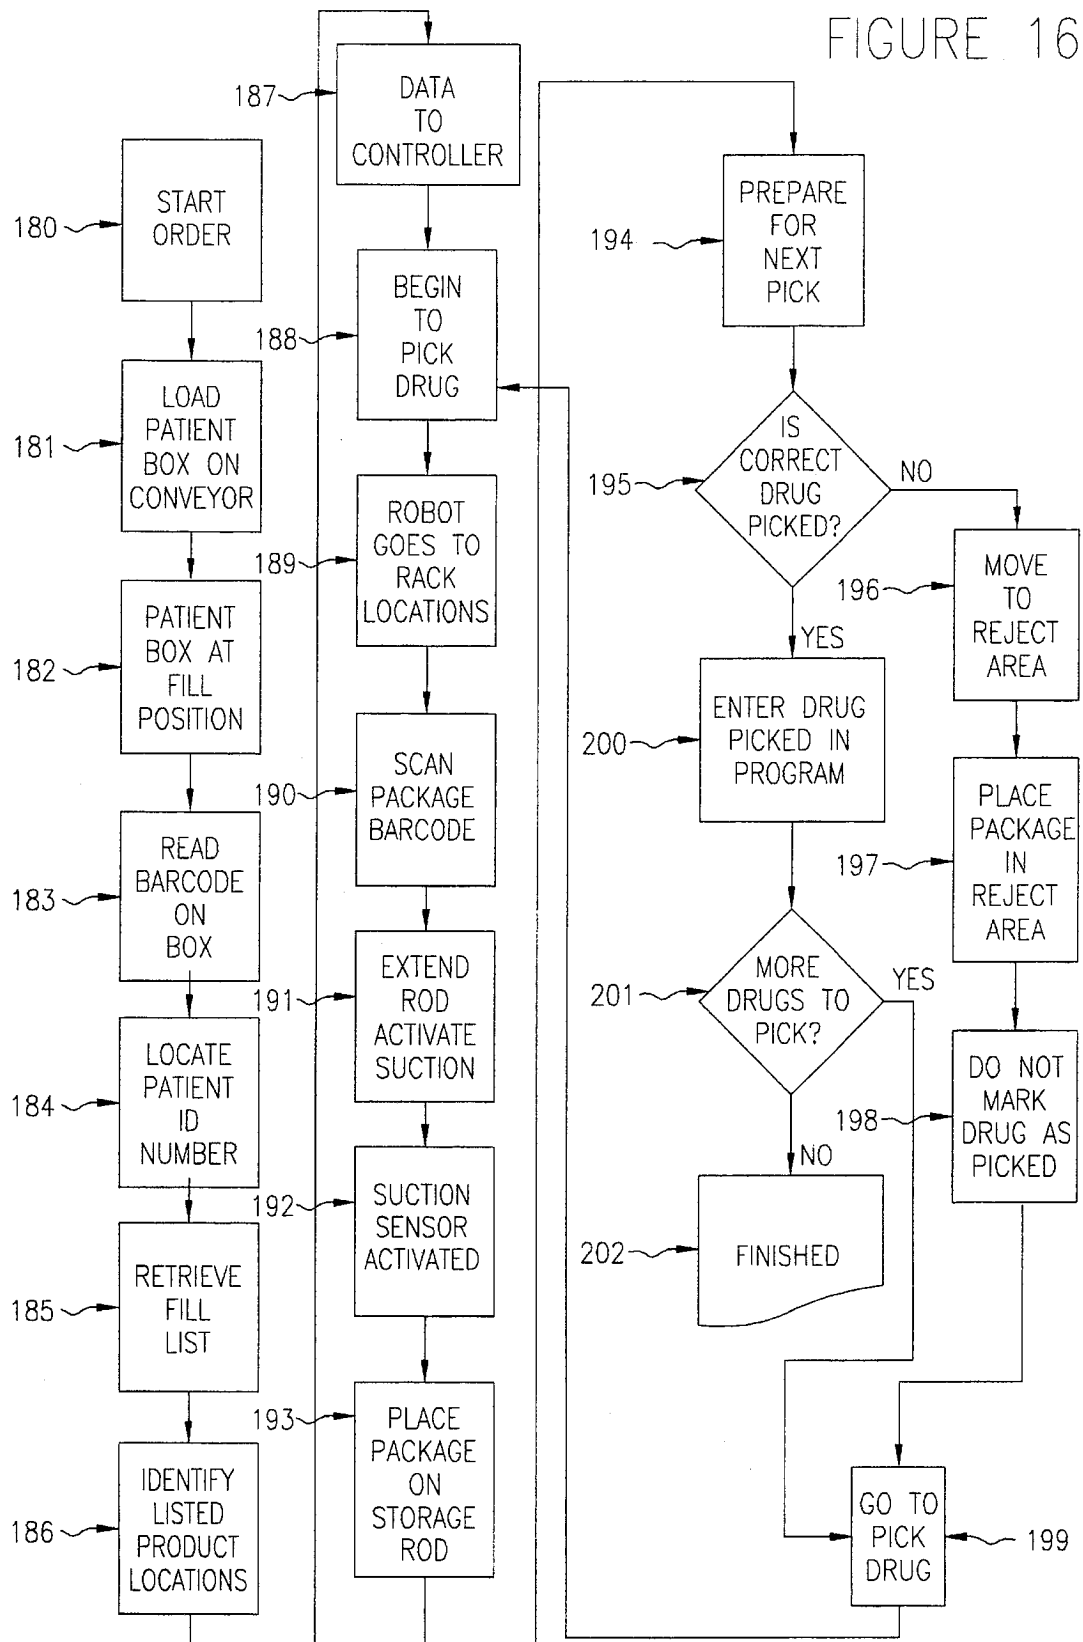 FIGURE 16
180
START
ORDER
181
LOAD
PATIENT
BOX ON
CONVEYOR
182
PATIENT
BOX AT
FILL
POSITION
183
READ
BARCODE
ON
BOX
184
LOCATE
PATIENT
ID
NUMBER
185
RETRIEVE
FILL
LIST
186
IDENTIFY
LISTED
PRODUCT
LOCATIONS
187
DATA
TO
CONTROLLER
188
BEGIN
TO
PICK
DRUG
189
ROBOT
GOES TO
RACK
LOCATIONS
190
SCAN
PACKAGE
BARCODE
191
EXTEND
ROD
ACTIVATE
SUCTION
192
SUCTION
SENSOR
ACTIVATED
193
PLACE
PACKAGE
ON
STORAGE
ROD
194
PREPARE
FOR
NEXT
PICK
195
IS
CORRECT
DRUG
PICKED?
NO
YES
196
MOVE
TO
REJECT
AREA
197
PLACE
PACKAGE
IN
REJECT
AREA
198
DO NOT
MARK
DRUG AS
PICKED
199
GO TO
PICK
DRUG
200
ENTER DRUG
PICKED IN
PROGRAM
201
MORE
DRUGS TO
PICK?
YES
NO
202
FINISHED